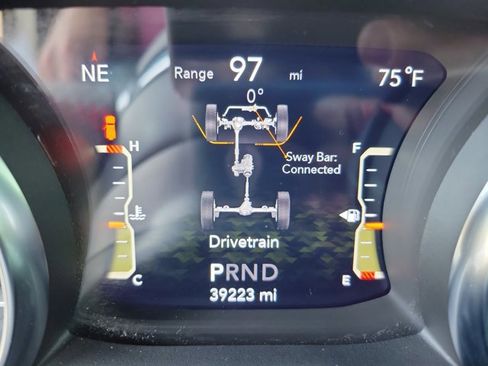 NE
Range 97 mi
75°F
0°
H
F
Sway Bar:
Connected
Drivetrain
C
E
PRND
39223 mi